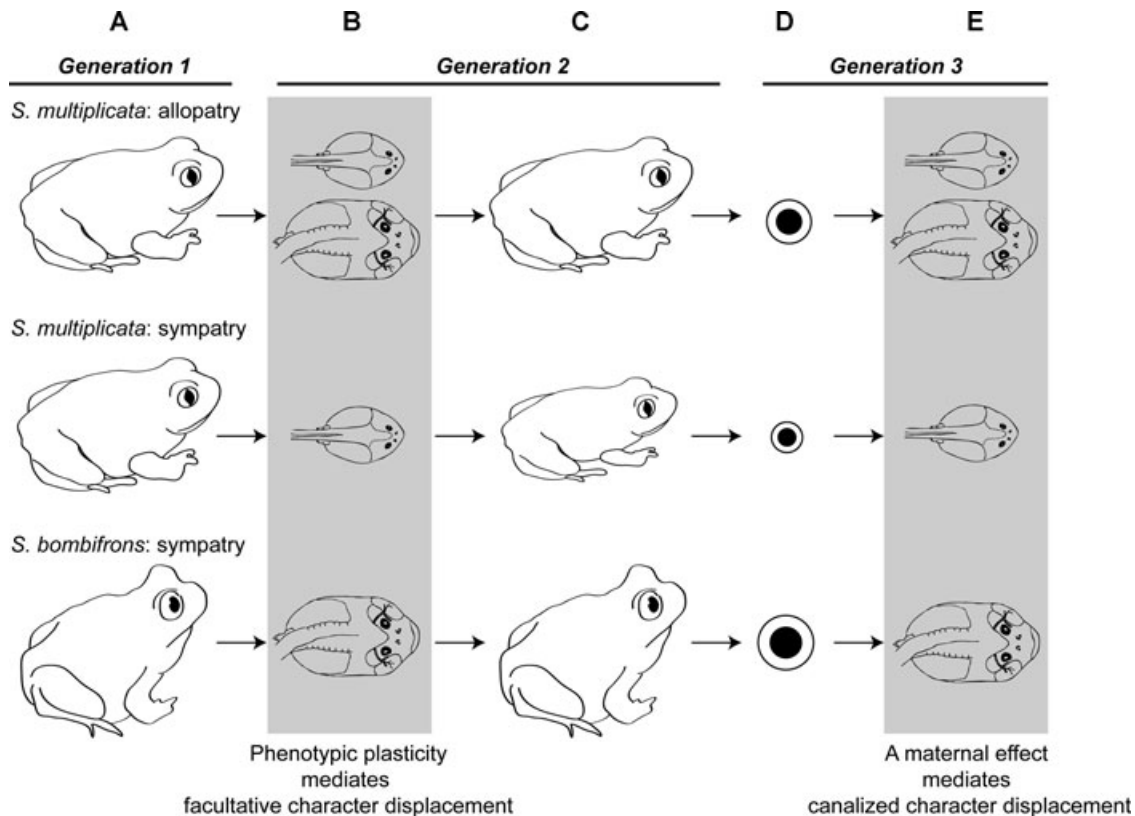 A B C D E
Generation 1 Generation 2 Generation 3
S. multiplicata: allopatry
S. multiplicata: sympatry
S. bombifrons: sympatry
Phenotypic plasticity
mediates
facultative character displacement
A maternal effect
mediates
canalized character displacement